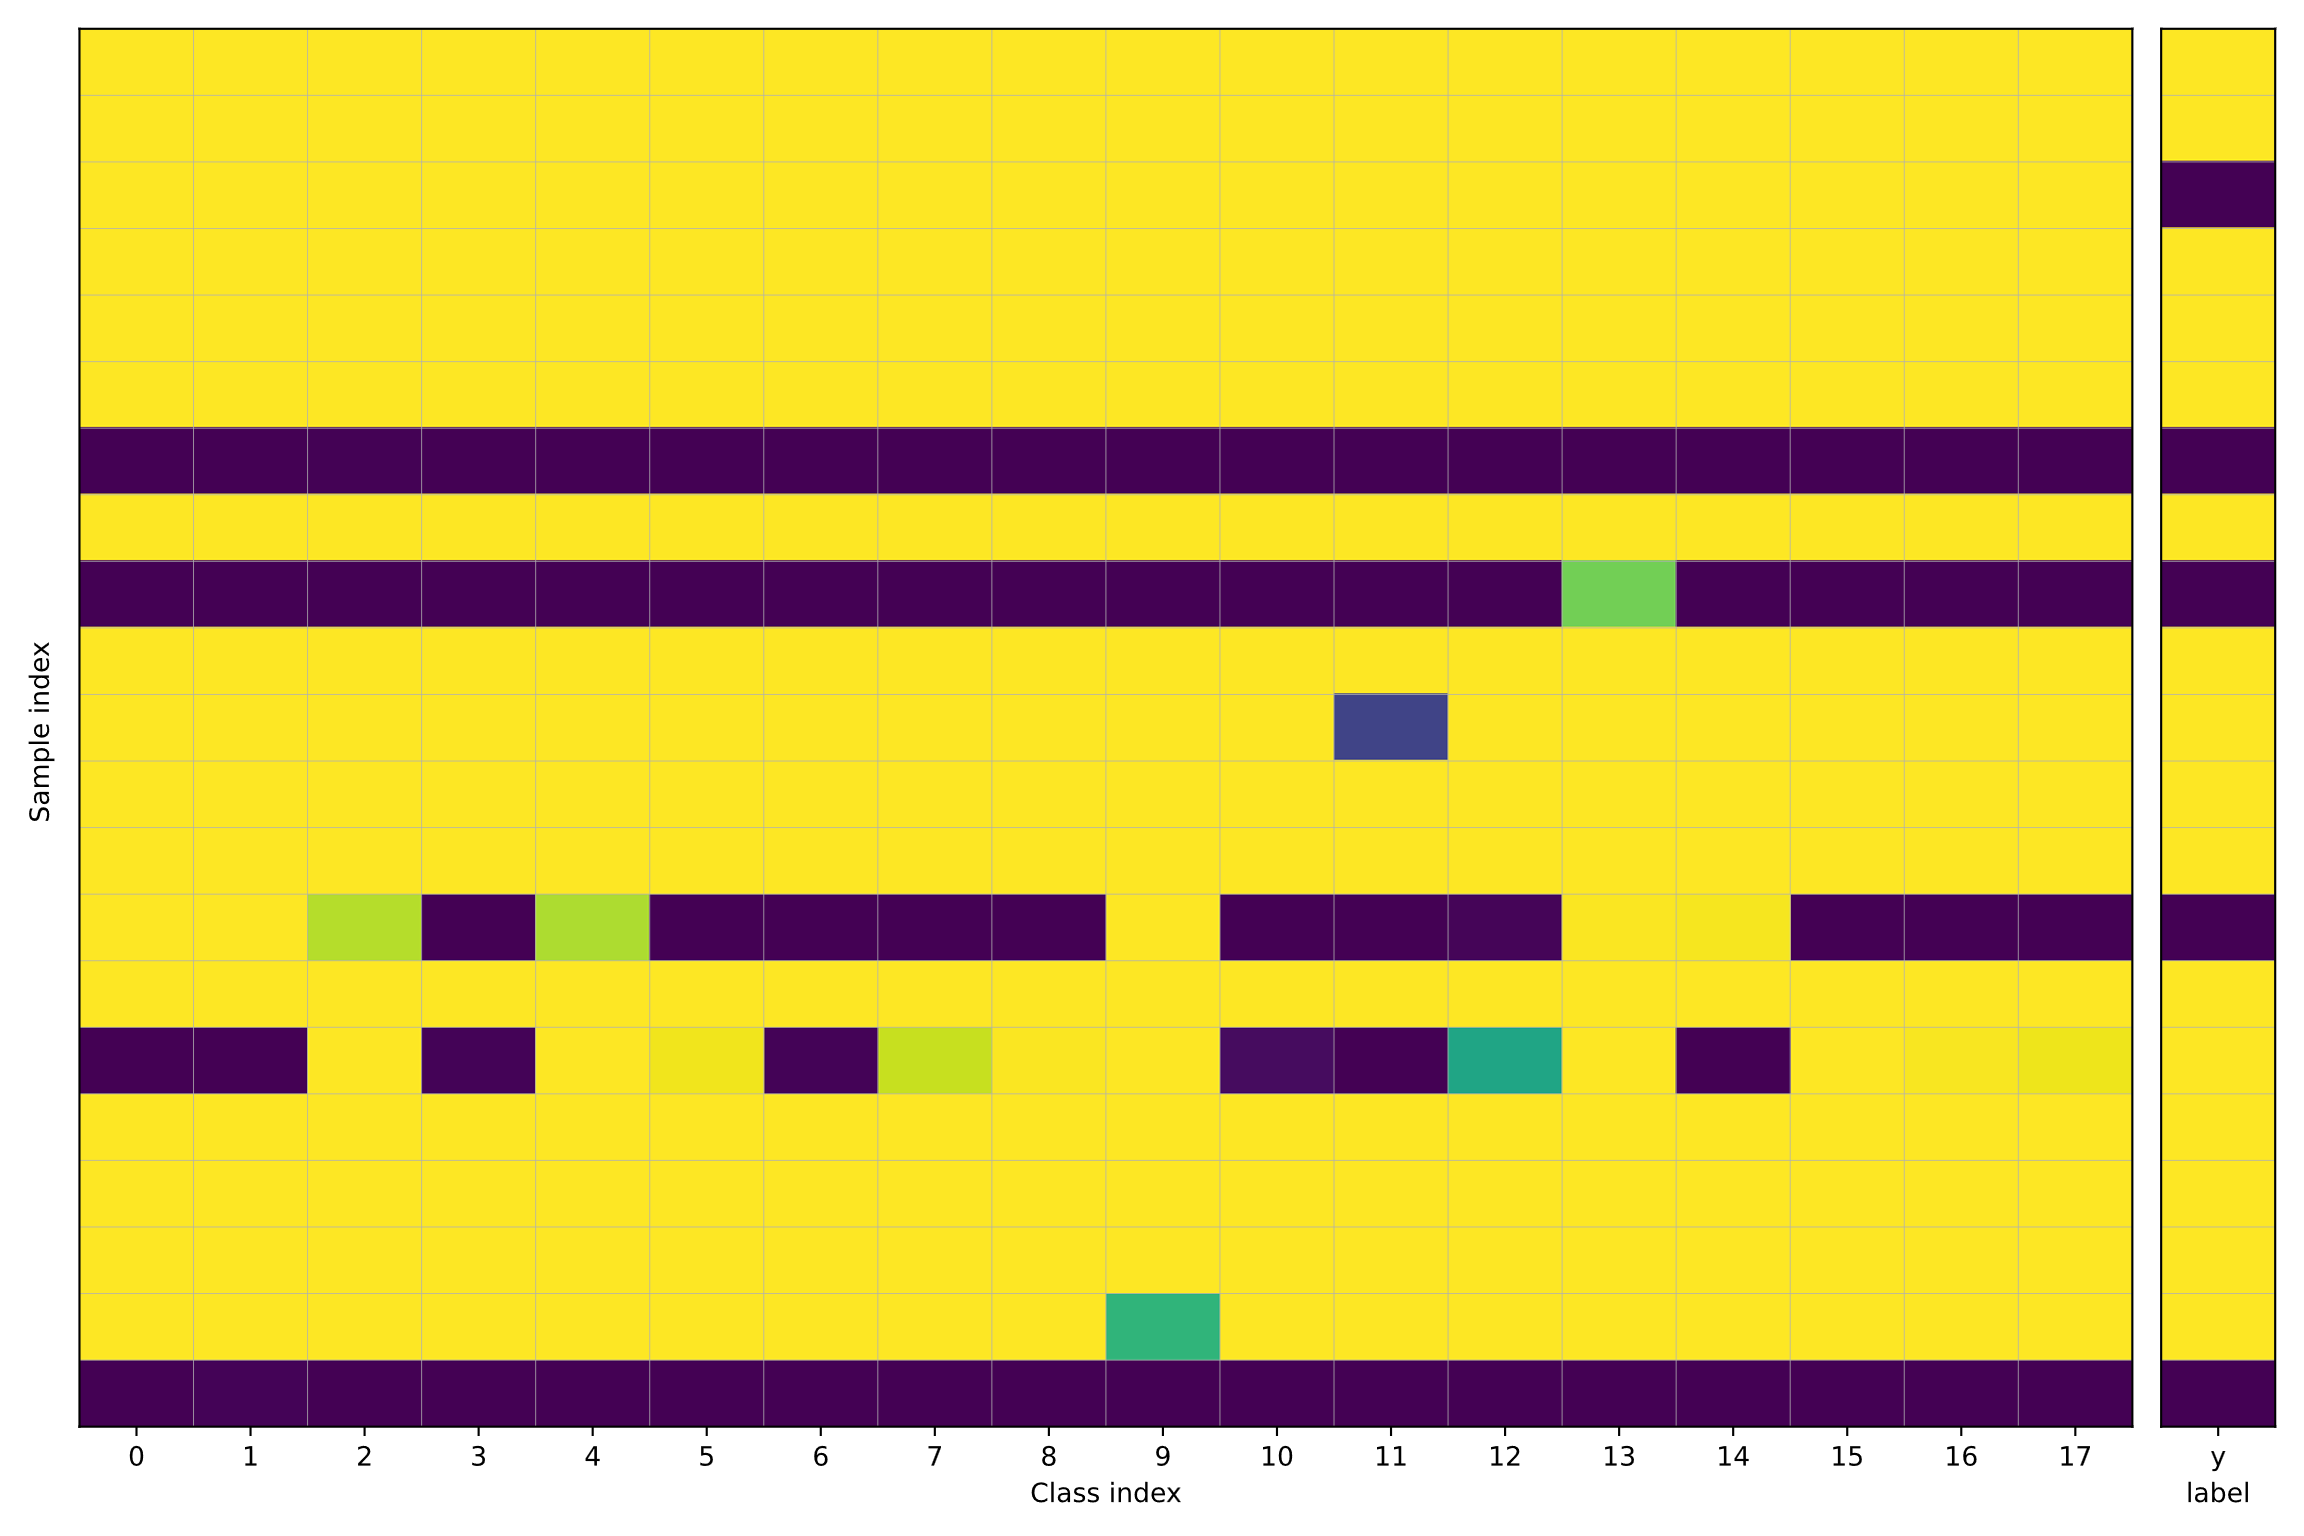 Sample index
0 1 2 3 4 5 6 7 8 9 10 11 12 13 14 15 16 17 y
Class index label